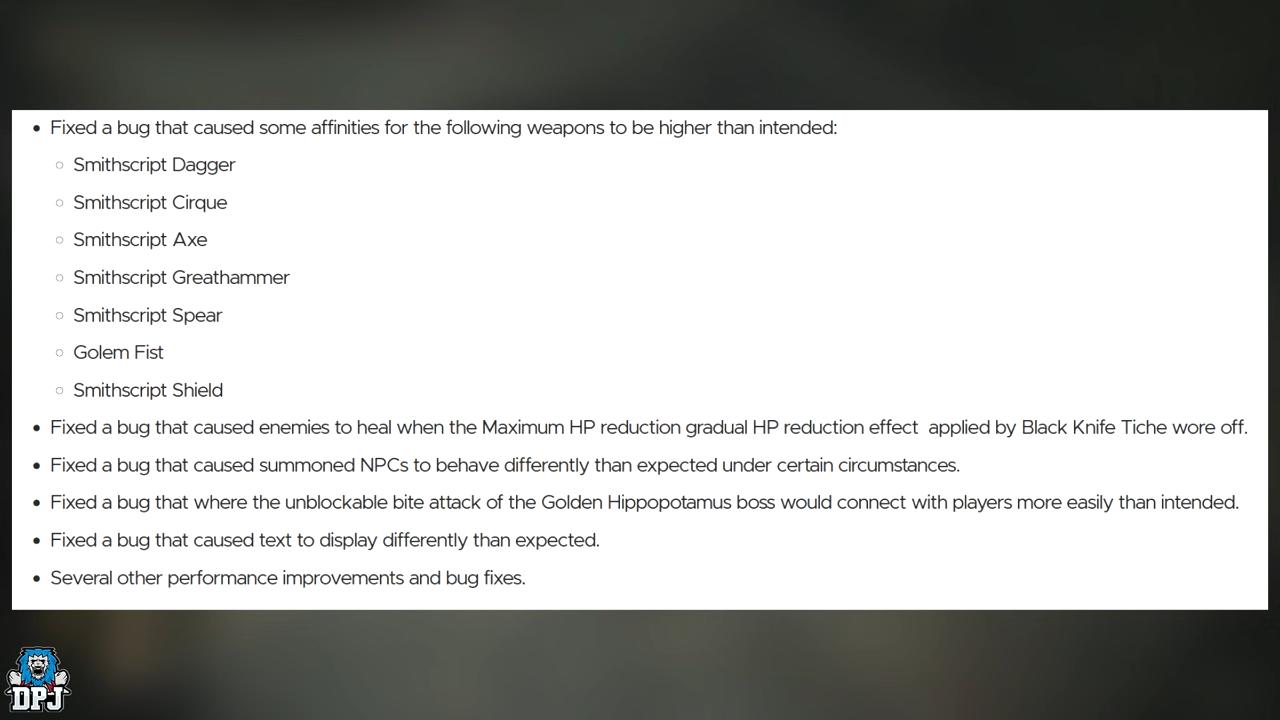 Fixed a bug that caused some affinities for the following weapons to be higher than intended:
Smithscript Dagger
Smithscript Cirque
Smithscript Axe
Smithscript Greathammer
Smithscript Spear
Golem Fist
Smithscript Shield
Fixed a bug that caused enemies to heal when the Maximum HP reduction gradual HP reduction effect  applied by Black Knife Tiche wore off.
Fixed a bug that caused summoned NPCs to behave differently than expected under certain circumstances.
Fixed a bug that where the unblockable bite attack of the Golden Hippopotamus boss would connect with players more easily than intended.
Fixed a bug that caused text to display differently than expected.
Several other performance improvements and bug fixes.
DPJ